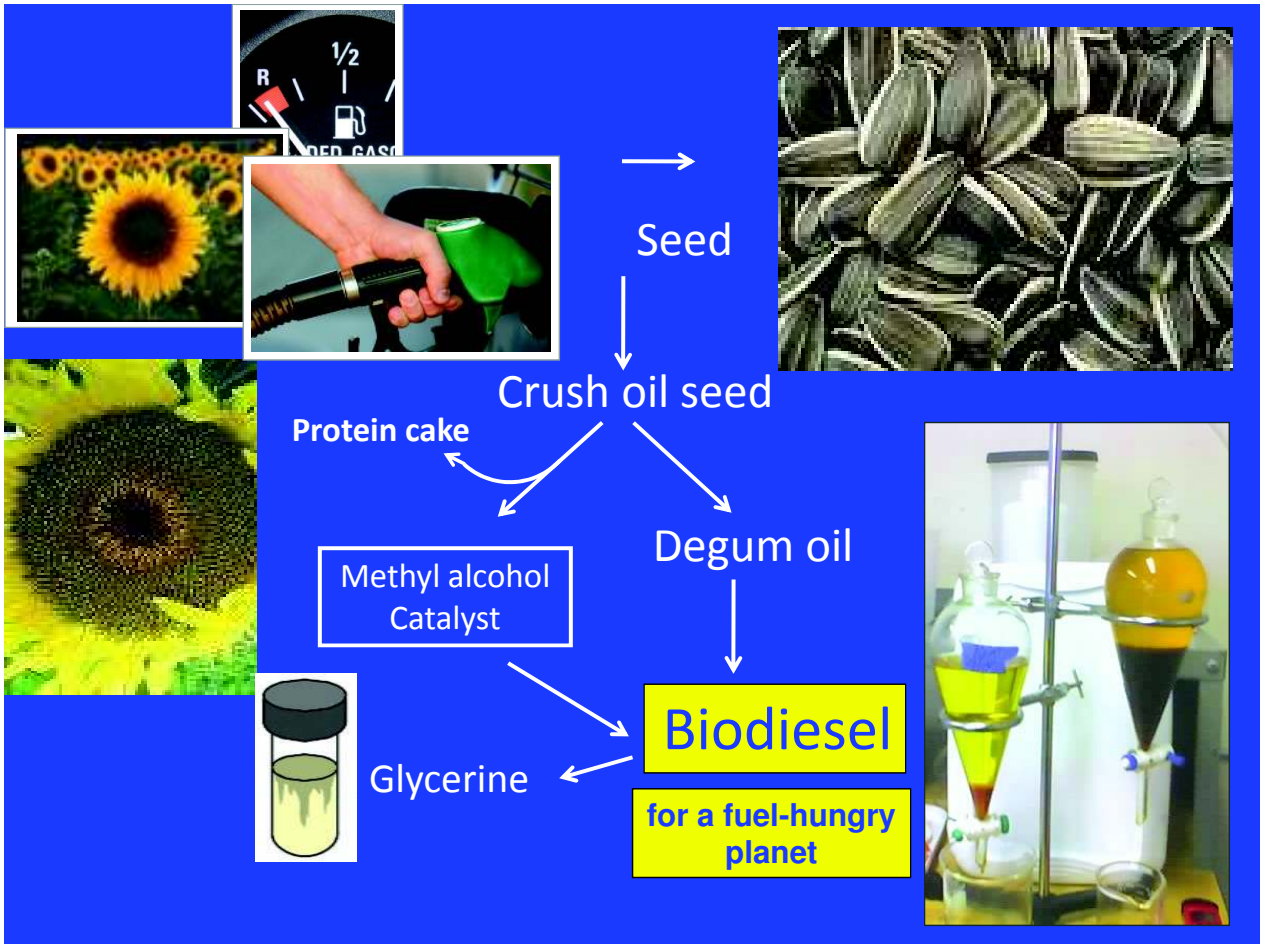 1/2
R
Seed
Crush oil seed
Protein cake
Degum oil
Methyl alcohol
Catalyst
Biodiesel
Glycerine
for a fuel-hungry
planet